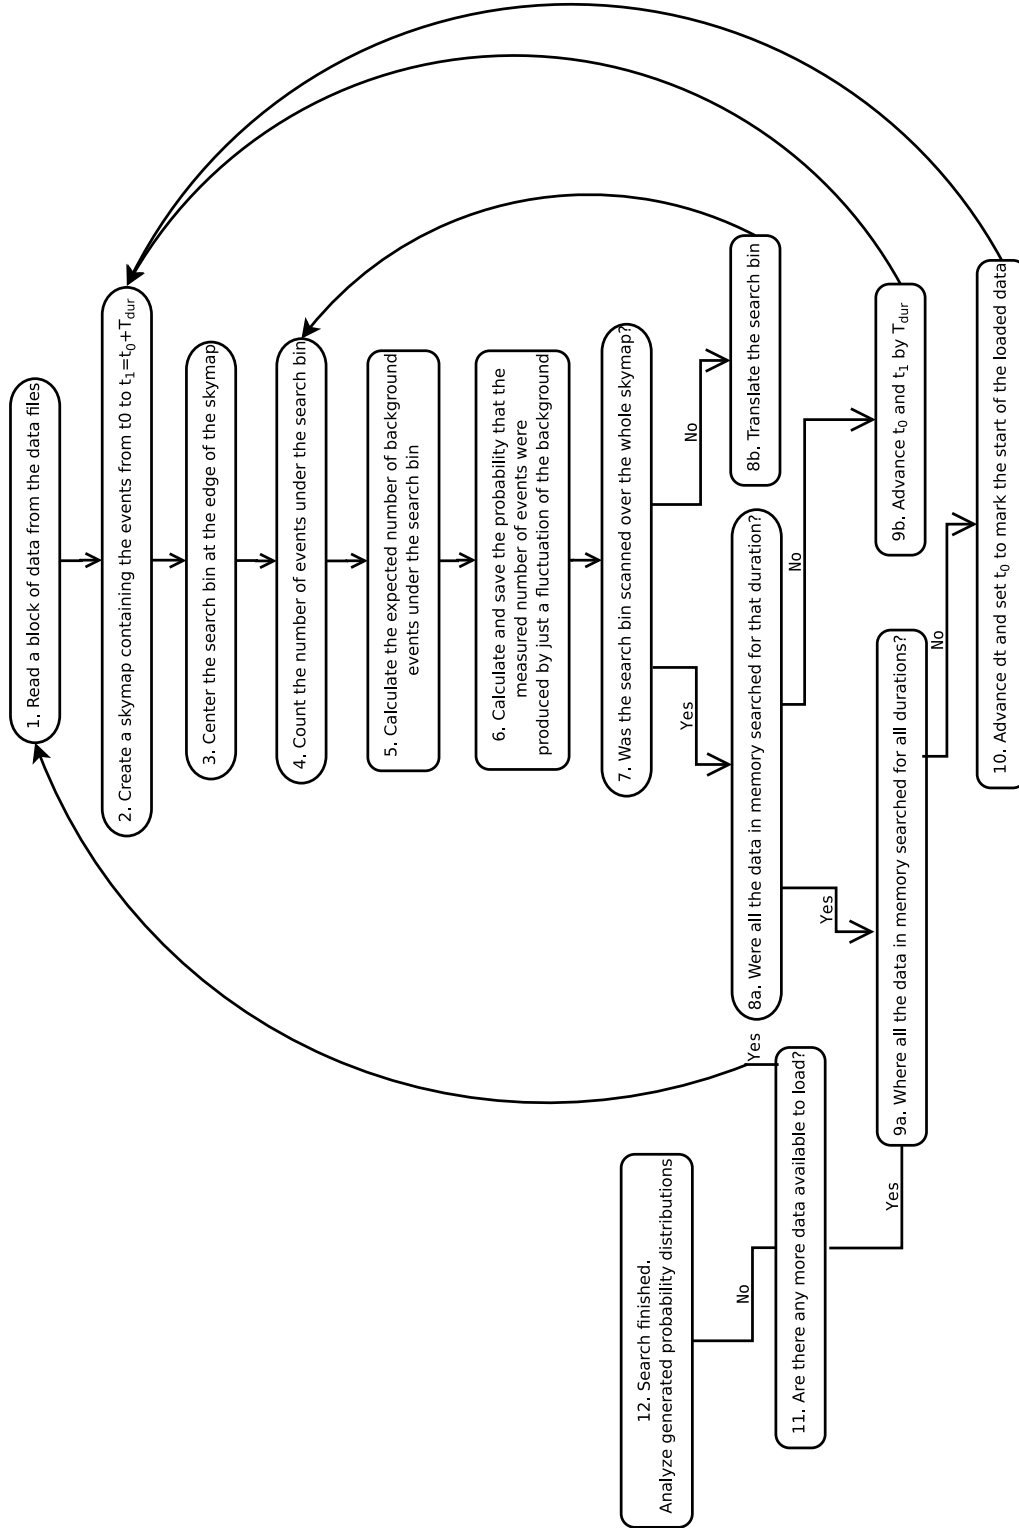 1. Read a block of data from the data files
2. Create a skymap containing the events from t0 to t₁=t₀+T_dur
3. Center the search bin at the edge of the skymap
4. Count the number of events under the search bin
5. Calculate the expected number of background
events under the search bin
6. Calculate and save the probability that the
measured number of events were
produced by just a fluctuation of the background
7. Was the search bin scanned over the whole skymap?
Yes
No
8a. Were all the data in memory searched for that duration?
8b. Translate the search bin
Yes
No
9a. Where all the data in memory searched for all durations?
9b. Advance t₀ and t₁ by T_dur
Yes
No
10. Advance dt and set t₀ to mark the start of the loaded data
11. Are there any more data available to load?
Yes
No
12. Search finished.
Analyze generated probability distributions